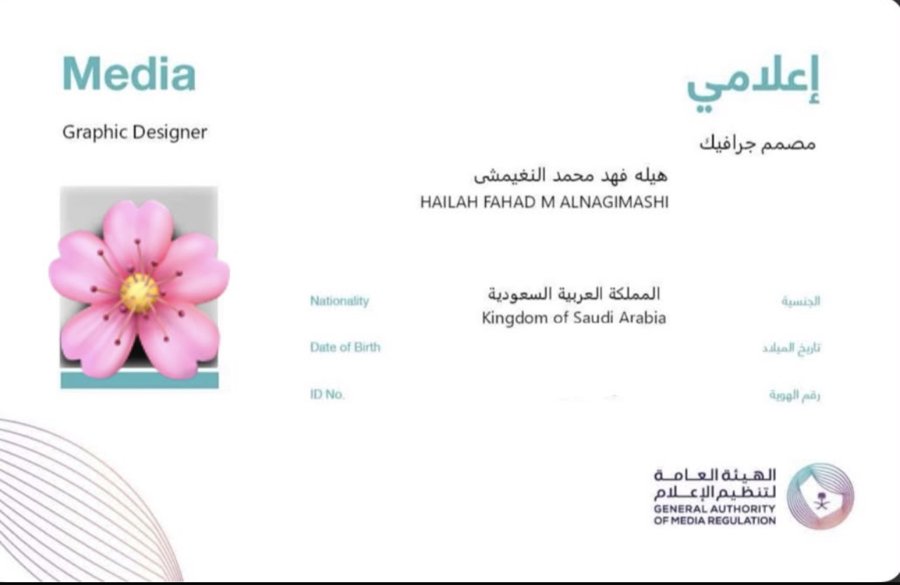 Media
إعلامي
Graphic Designer
مصمم جرافيك
هيله فهد محمد النغيمشى
HAILAH FAHAD M ALNAGIMASHI
Nationality
المملكة العربية السعودية
الجنسية
Kingdom of Saudi Arabia
Date of Birth
تاريخ الميلاد
ID No.
رقم الهوية
الهيئة العامة
لتنظيم الإعلام
GENERAL AUTHORITY
OF MEDIA REGULATION